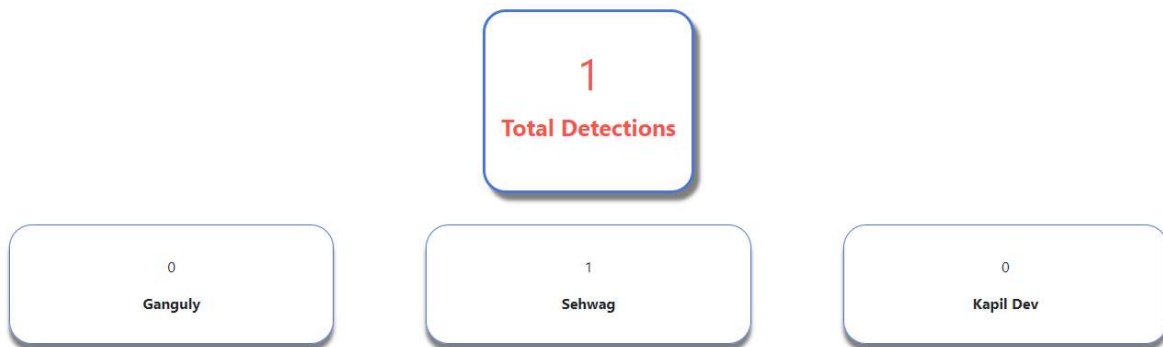 1
Total Detections
0
Ganguly
1
Sehwag
0
Kapil Dev